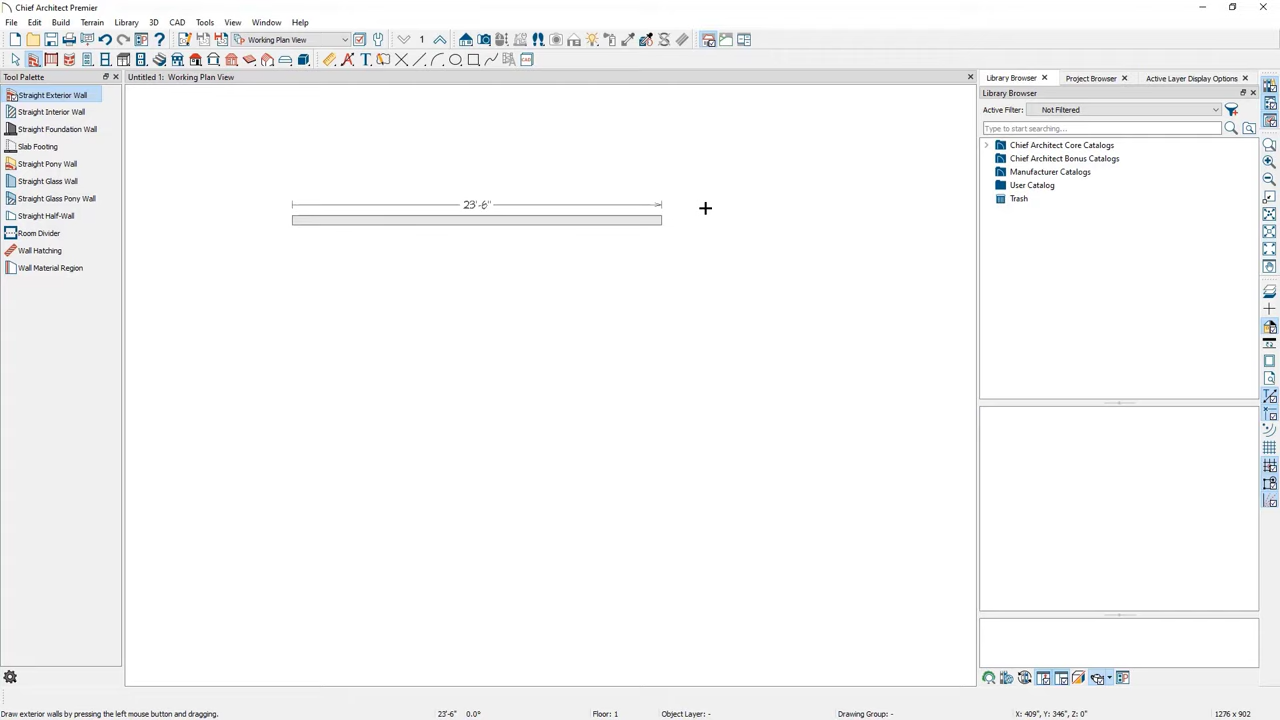 Chief Architect Premier
File Edit Build Terrain Library 3D CAD Tools View Window Help
Working Plan View 1
Tool Palette
Untitled 1: Working Plan View
Library Browser Project Browser Active Layer Display Options
Library Browser
Active Filter: Not Filtered
Type to start searching...
Straight Exterior Wall
Straight Interior Wall
Straight Foundation Wall
Slab Footing
Straight Pony Wall
Straight Glass Wall
Straight Glass Pony Wall
Straight Half-Wall
Room Divider
Wall Hatching
Wall Material Region
23'-6"
Chief Architect Core Catalogs
Chief Architect Bonus Catalogs
Manufacturer Catalogs
User Catalog
Trash
Draw exterior walls by pressing the left mouse button and dragging. 23'-6" 0.0° Floor: 1 Object Layer: - Drawing Group: - X: 409", Y: 346", Z: 0" 1276 x 902